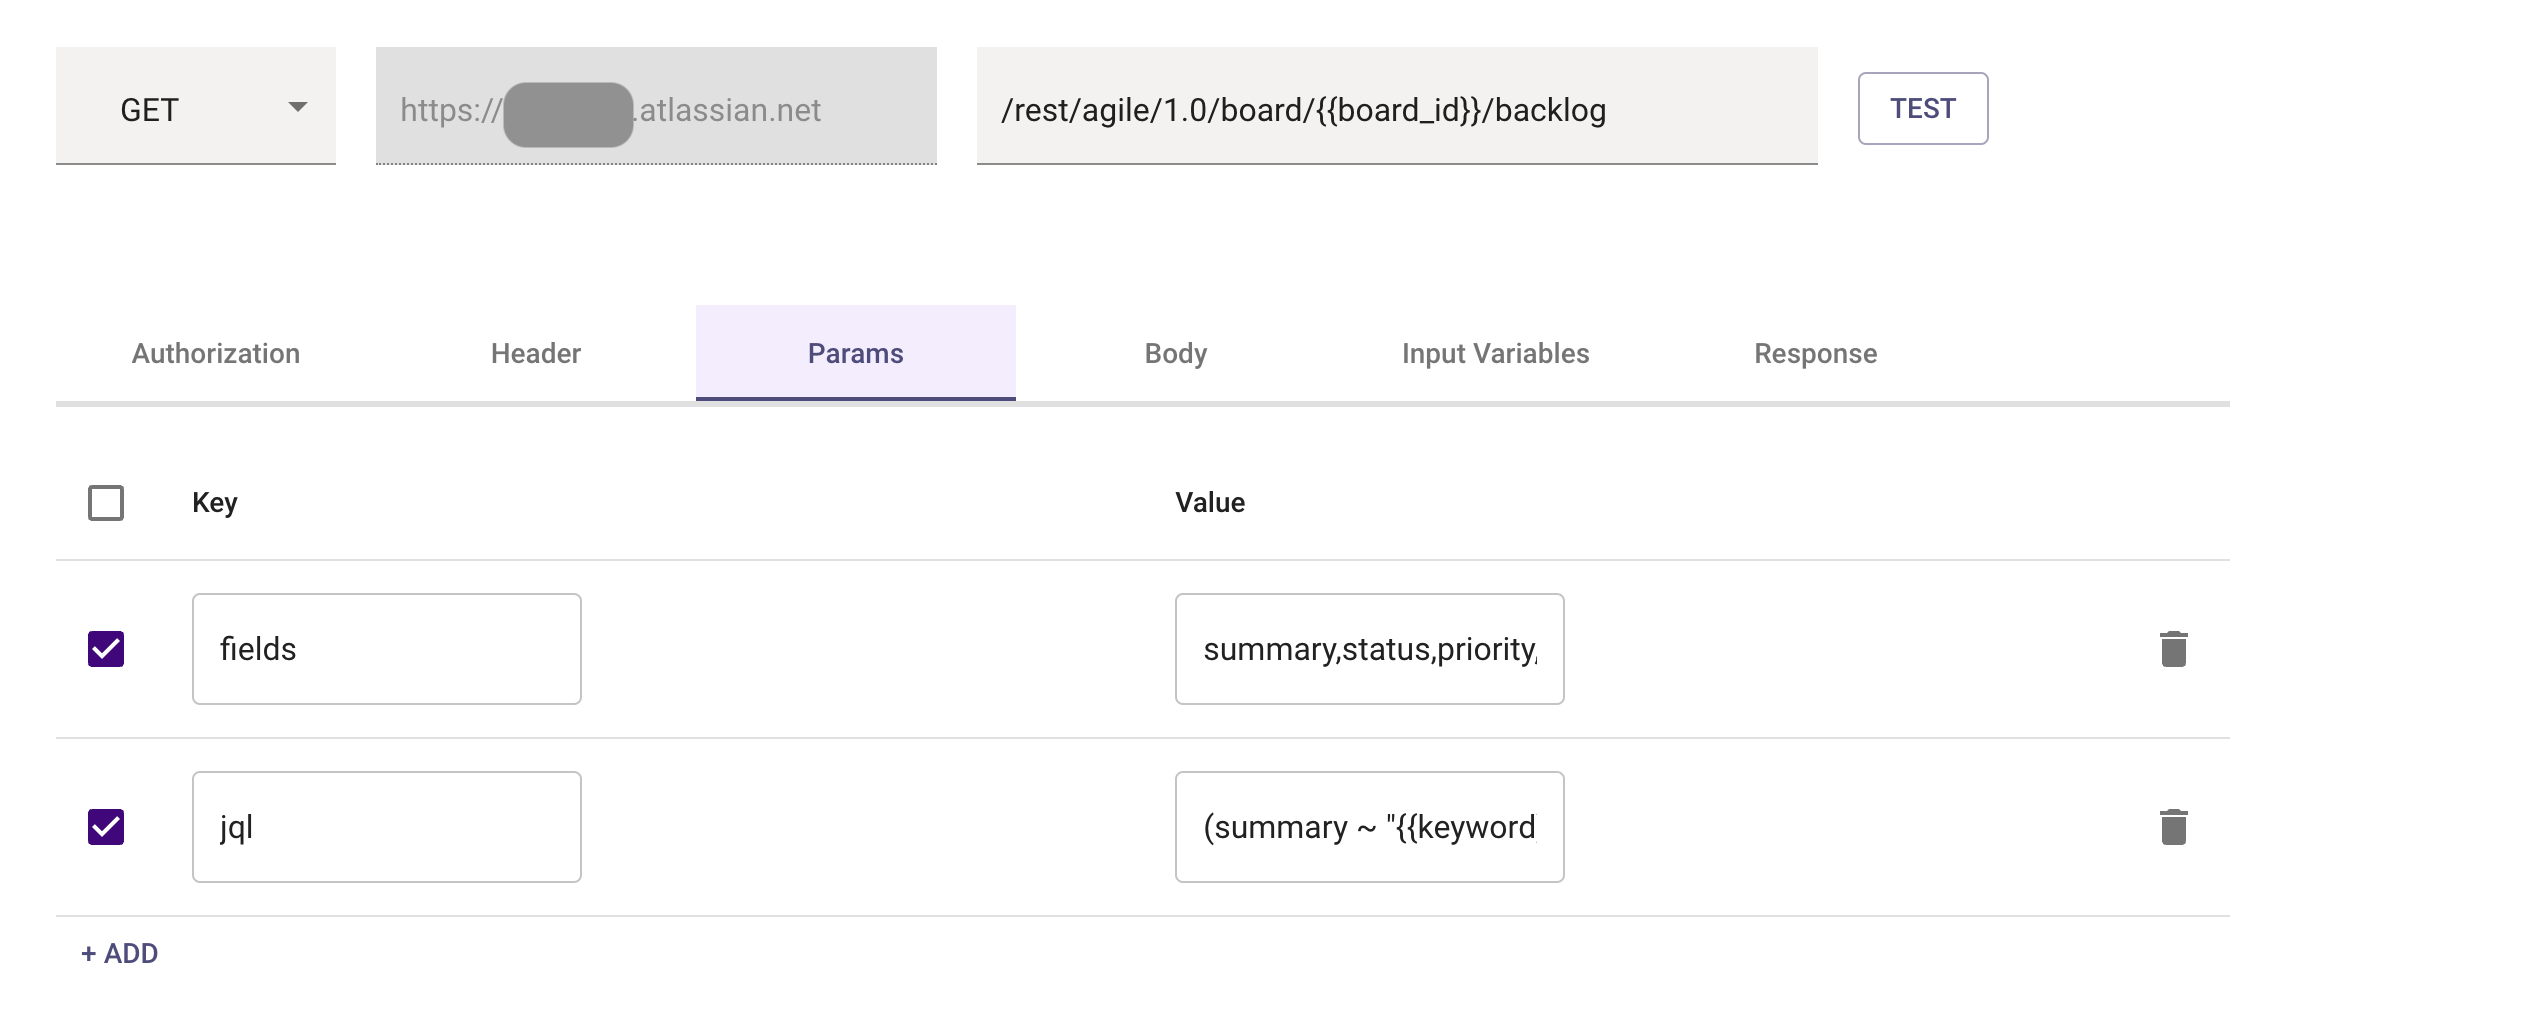 GET https:// .atlassian.net /rest/agile/1.0/board/{{board_id}}/backlog TEST
Authorization Header Params Body Input Variables Response
Key Value
fields summary,status,priority,
jql (summary ~ "{{keyword
+ ADD